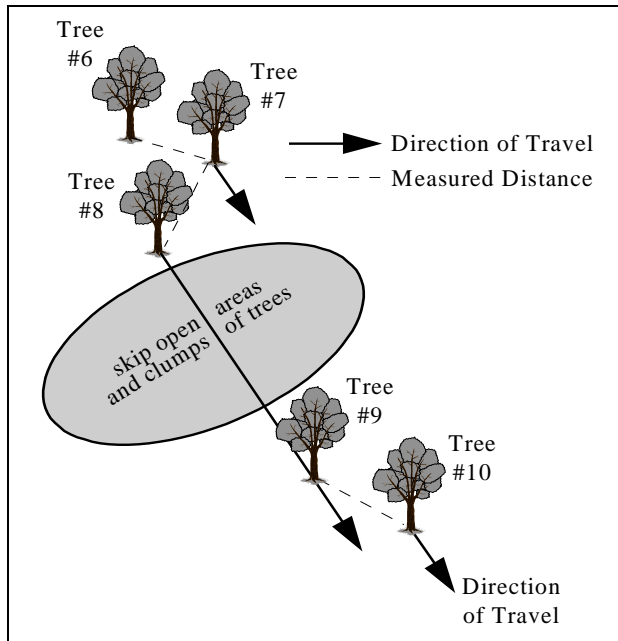 Tree
#6
Tree
#7
Direction of Travel
Measured Distance
Tree
#8
skip open areas
and clumps of trees
Tree
#9
Tree
#10
Direction
of Travel